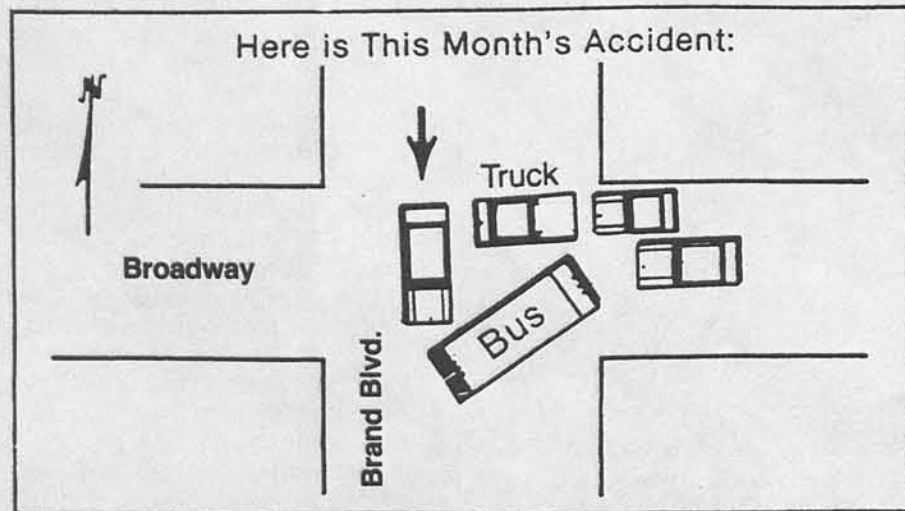 Here is This Month's Accident:
N
Truck
Broadway
Bus
Brand Blvd.